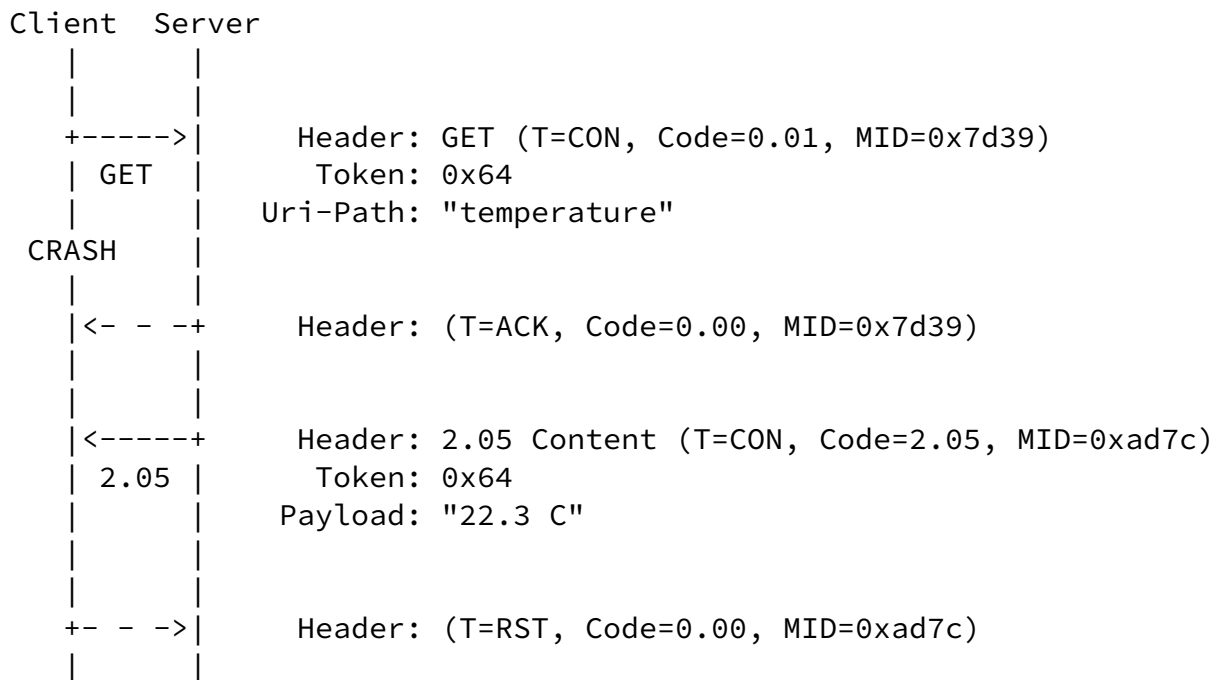 Client  Server
   |      |
   |      |
   +----->|     Header: GET (T=CON, Code=0.01, MID=0x7d39)
   | GET  |      Token: 0x64
   |      |   Uri-Path: "temperature"
 CRASH    |
   |      |
   |<- - -+     Header: (T=ACK, Code=0.00, MID=0x7d39)
   |      |
   |      |
   |<-----+     Header: 2.05 Content (T=CON, Code=2.05, MID=0xad7c)
   | 2.05 |      Token: 0x64
   |      |    Payload: "22.3 C"
   |      |
   |      |
   +- - ->|     Header: (T=RST, Code=0.00, MID=0xad7c)
   |      |